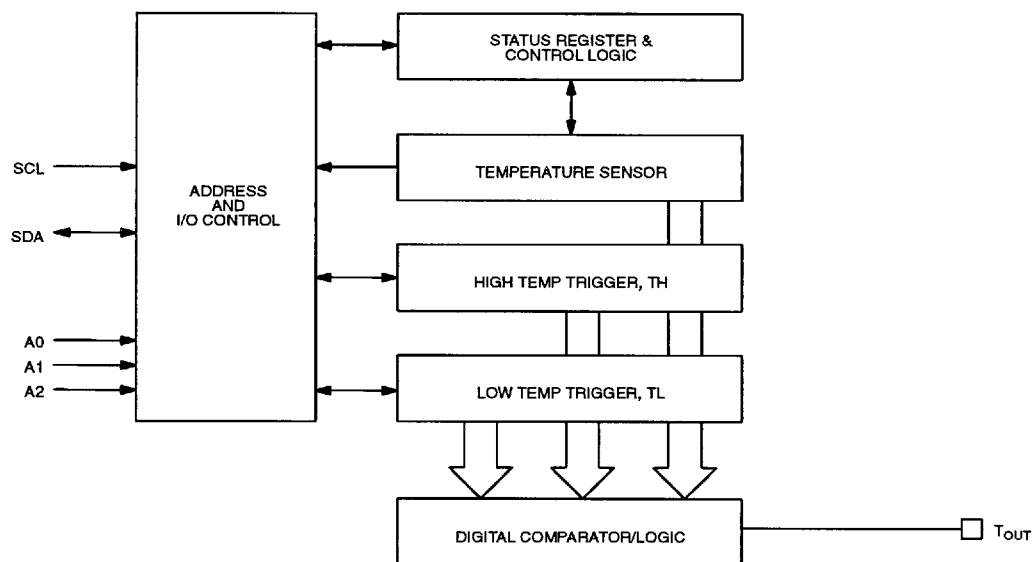 STATUS REGISTER &
CONTROL LOGIC
SCL
TEMPERATURE SENSOR
ADDRESS
AND
I/O CONTROL
SDA
HIGH TEMP TRIGGER, TH
A0
A1
A2
LOW TEMP TRIGGER, TL
DIGITAL COMPARATOR/LOGIC
TOUT